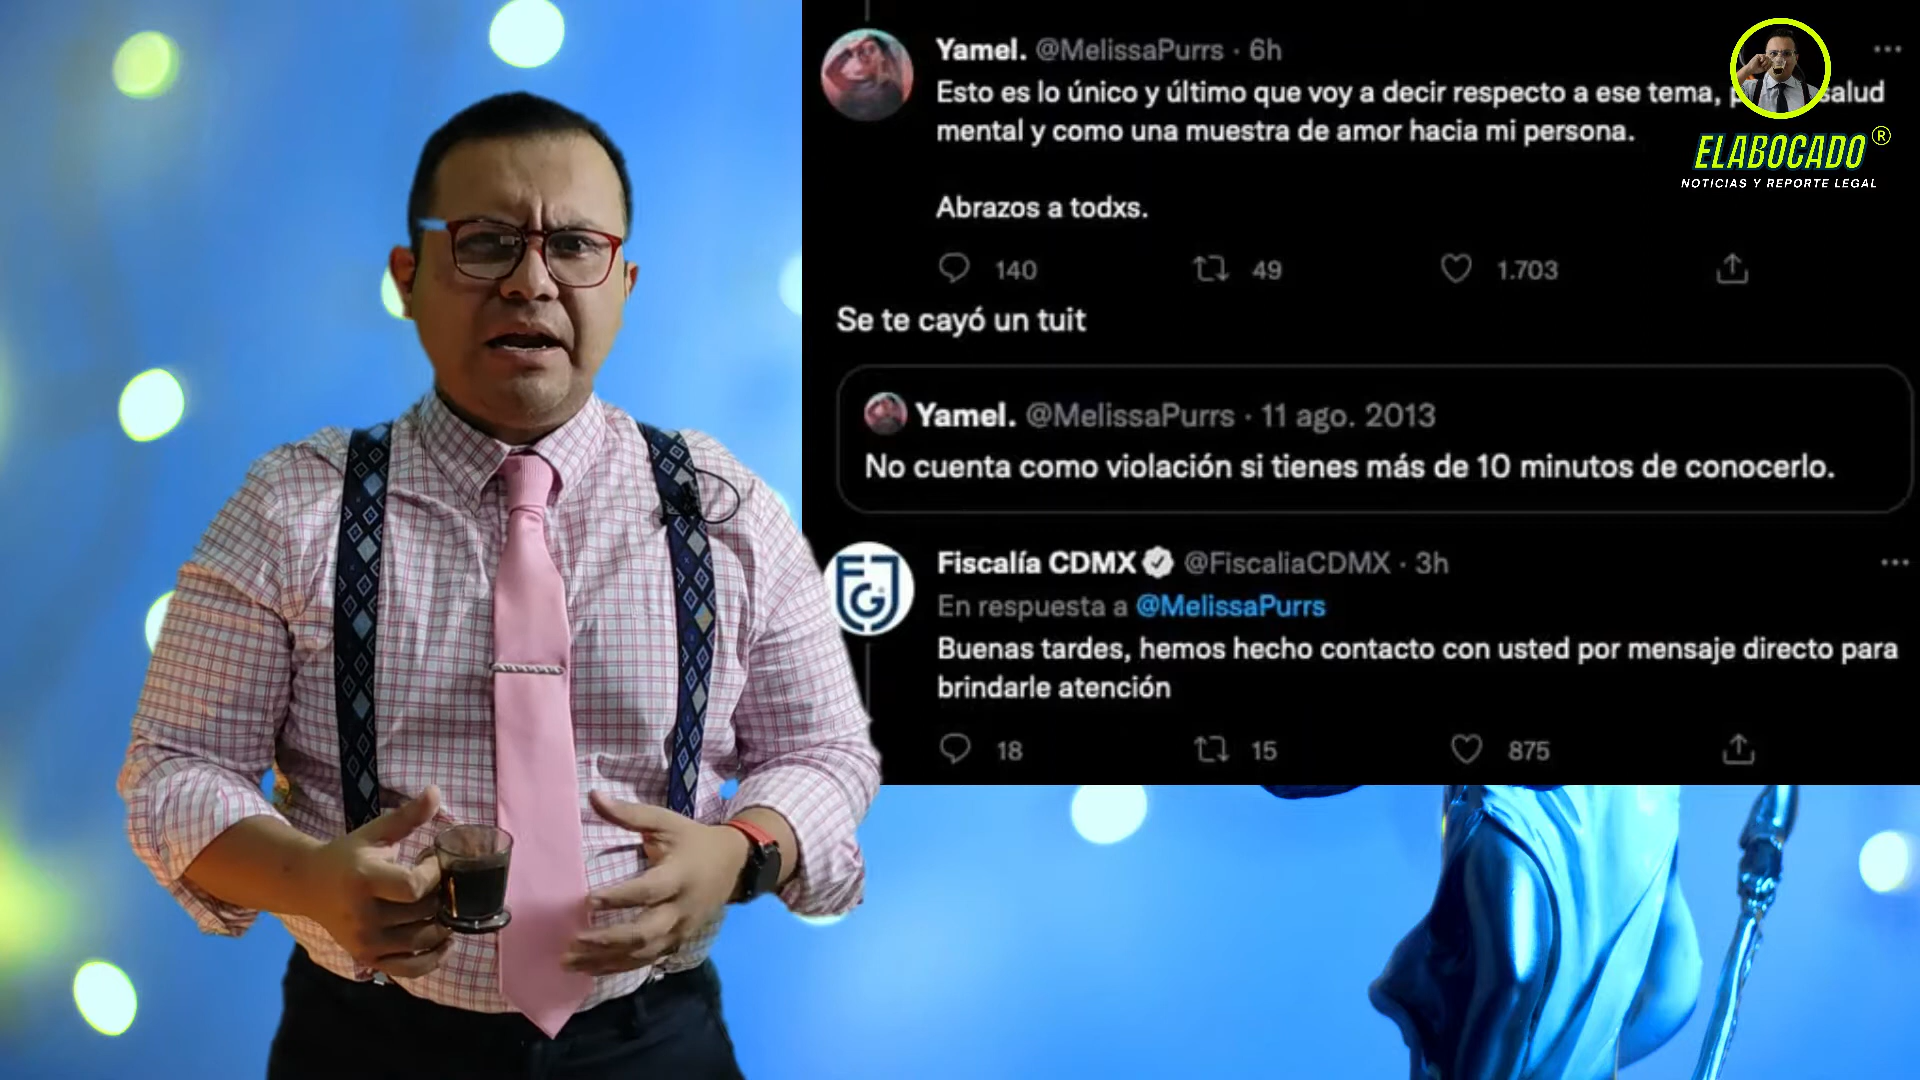 Yamel. @MelissaPurrs · 6h
Esto es lo único y último que voy a decir respecto a ese tema, salud
mental y como una muestra de amor hacia mi persona.
Abrazos a todxs.
140 49 1.703
Se te cayó un tuit
Yamel. @MelissaPurrs · 11 ago. 2013
No cuenta como violación si tienes más de 10 minutos de conocerlo.
Fiscalía CDMX @FiscaliaCDMX · 3h
En respuesta a @MelissaPurrs
Buenas tardes, hemos hecho contacto con usted por mensaje directo para
brindarle atención
18 15 875
ELABOCADO®
NOTICIAS Y REPORTE LEGAL
FGJ